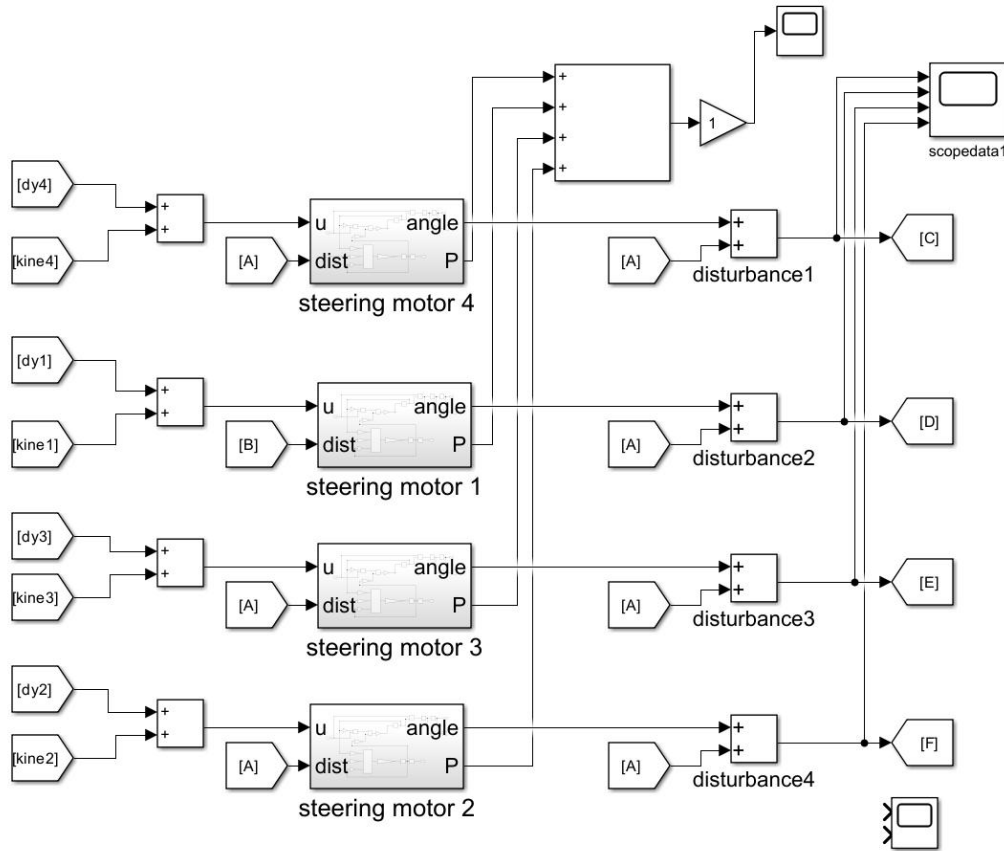 +
+
1
+
+
scopedata1
[dy4]
+
+
[kine4]
u
angle
[A]
dist
P
steering motor 4
+
+
[A]
disturbance1
[C]
[dy1]
+
+
[kine1]
u
angle
[B]
dist
P
steering motor 1
+
+
[A]
disturbance2
[D]
[dy3]
+
+
[kine3]
u
angle
[A]
dist
P
steering motor 3
+
+
[A]
disturbance3
[E]
[dy2]
+
+
[kine2]
u
angle
[A]
dist
P
steering motor 2
+
+
[A]
disturbance4
[F]